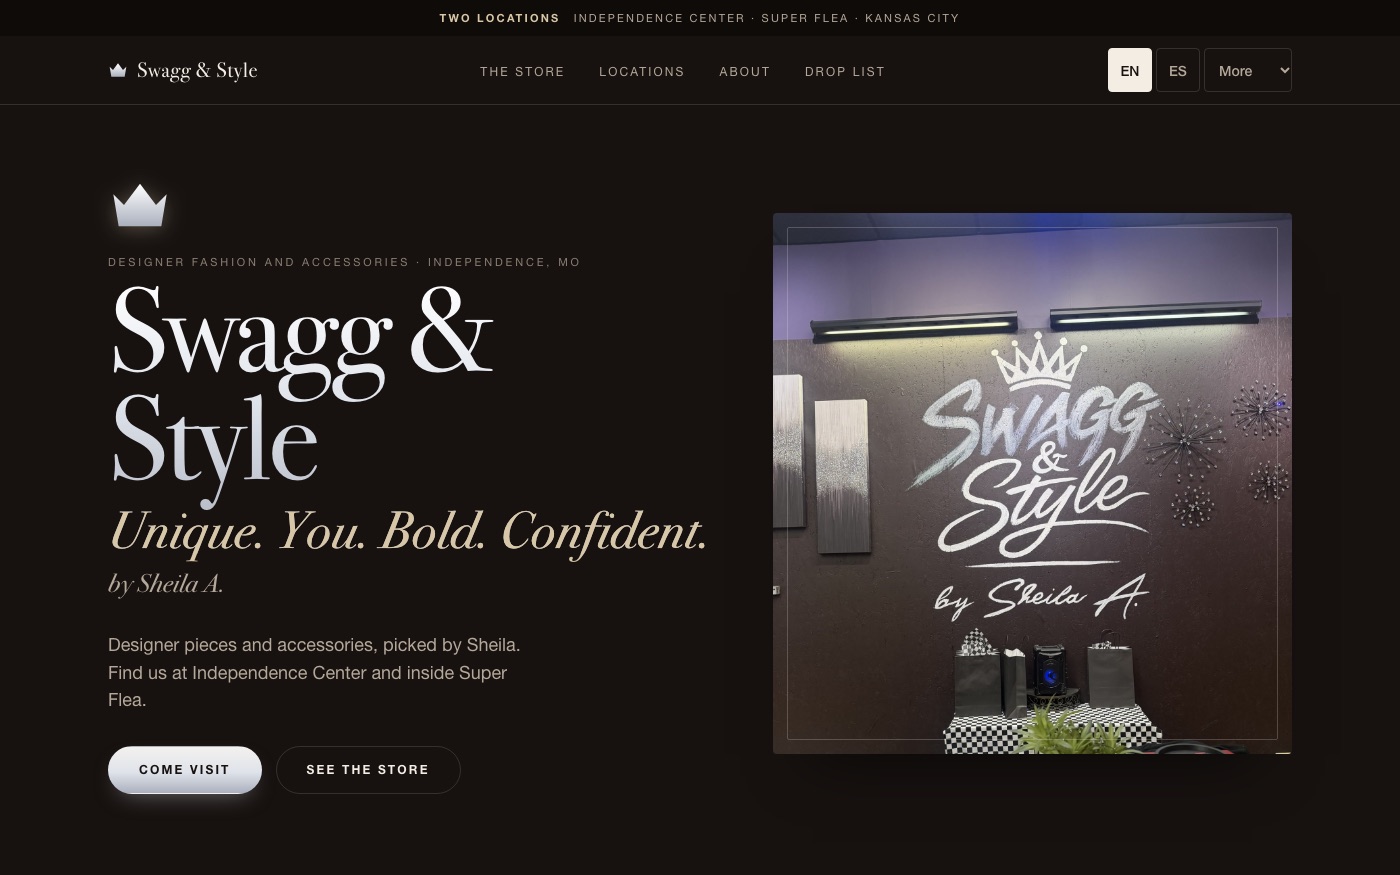 TWO LOCATIONS INDEPENDENCE CENTER · SUPER FLEA · KANSAS CITY
Swagg & Style
THE STORE
LOCATIONS
ABOUT
DROP LIST
EN
ES
More
DESIGNER FASHION AND ACCESSORIES · INDEPENDENCE, MO
Swagg &
Style
Unique. You. Bold. Confident.
by Sheila A.
Designer pieces and accessories, picked by Sheila.
Find us at Independence Center and inside Super
Flea.
COME VISIT
SEE THE STORE
SWAGG
&
Style
by Sheila A.